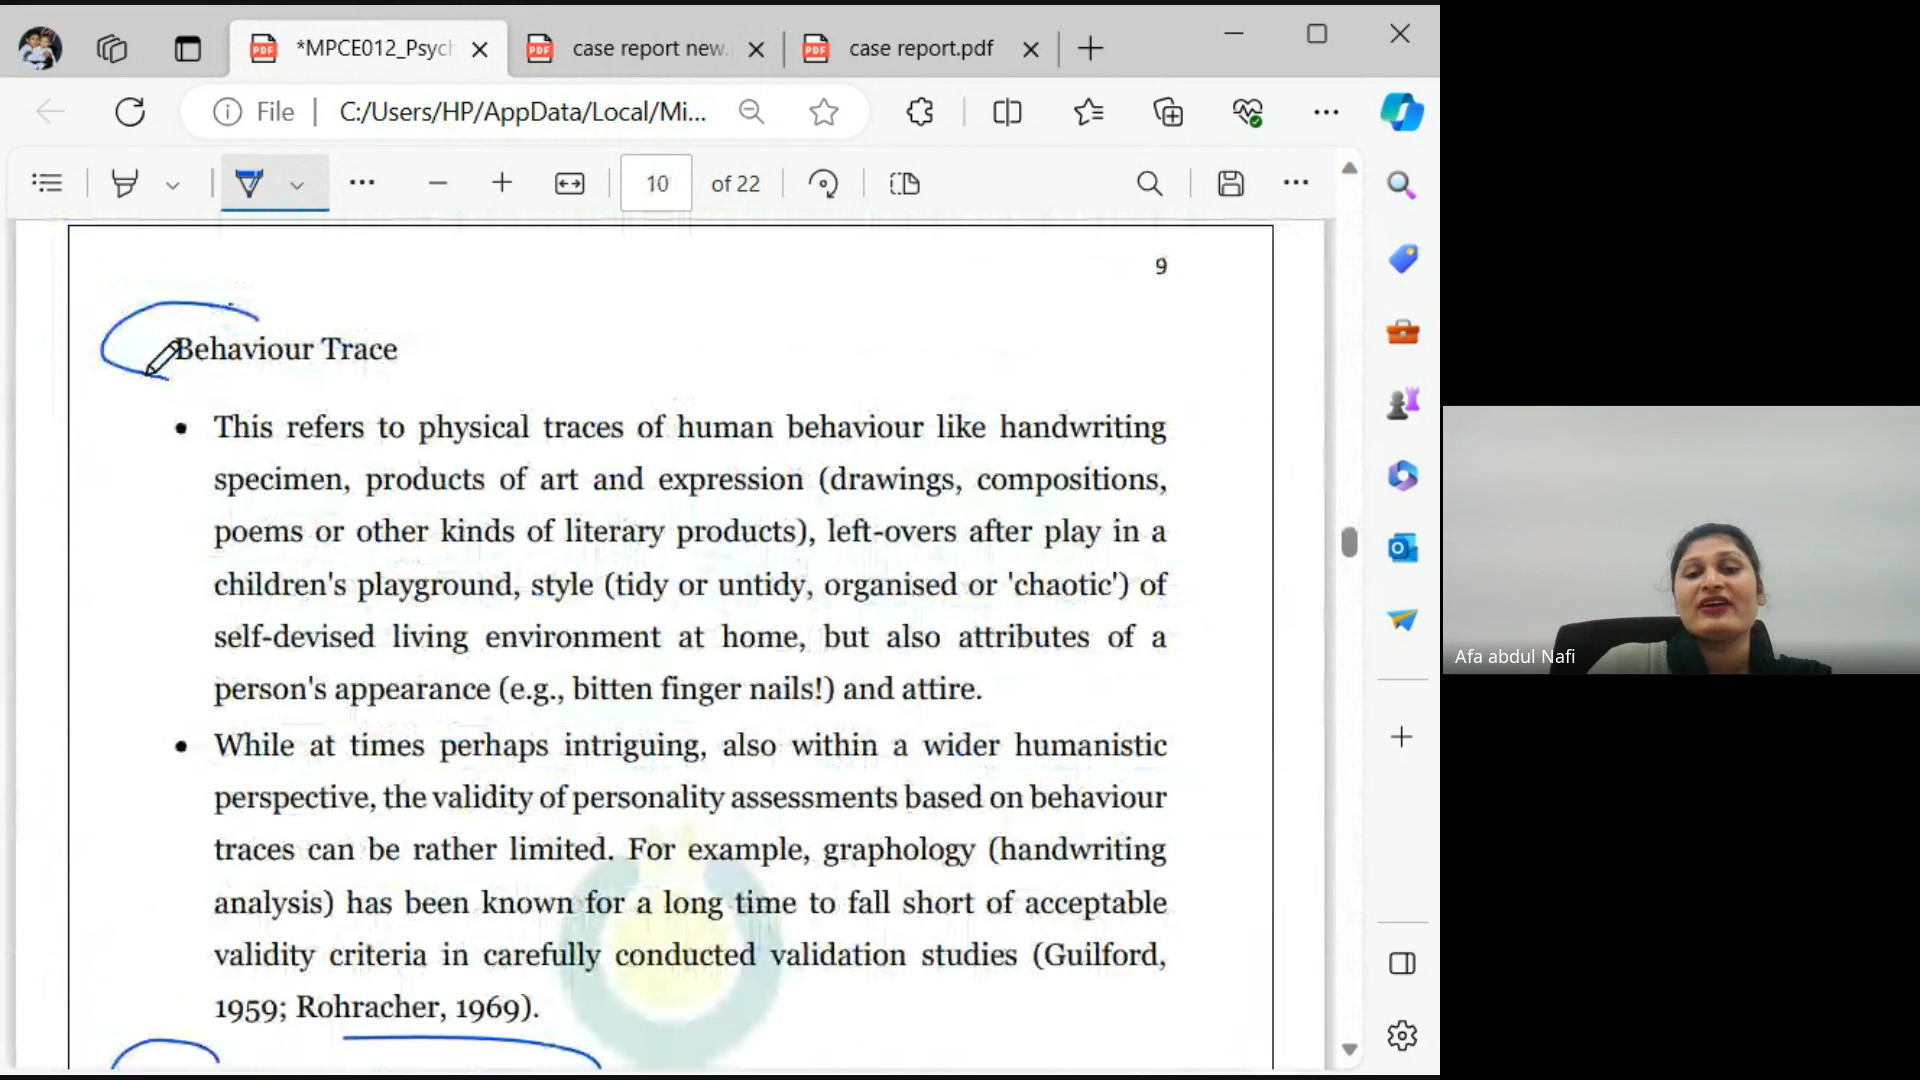 *MPCE012_Psych
case report new.
case report.pdf
File
C:/Users/HP/AppData/Local/Mi...
10 of 22
9
Behaviour Trace
• This refers to physical traces of human behaviour like handwriting
specimen, products of art and expression (drawings, compositions,
poems or other kinds of literary products), left-overs after play in a
children's playground, style (tidy or untidy, organised or 'chaotic') of
self-devised living environment at home, but also attributes of a
person's appearance (e.g., bitten finger nails!) and attire.
• While at times perhaps intriguing, also within a wider humanistic
perspective, the validity of personality assessments based on behaviour
traces can be rather limited. For example, graphology (handwriting
analysis) has been known for a long time to fall short of acceptable
validity criteria in carefully conducted validation studies (Guilford,
1959; Rohracher, 1969).
Afa abdul Nafi